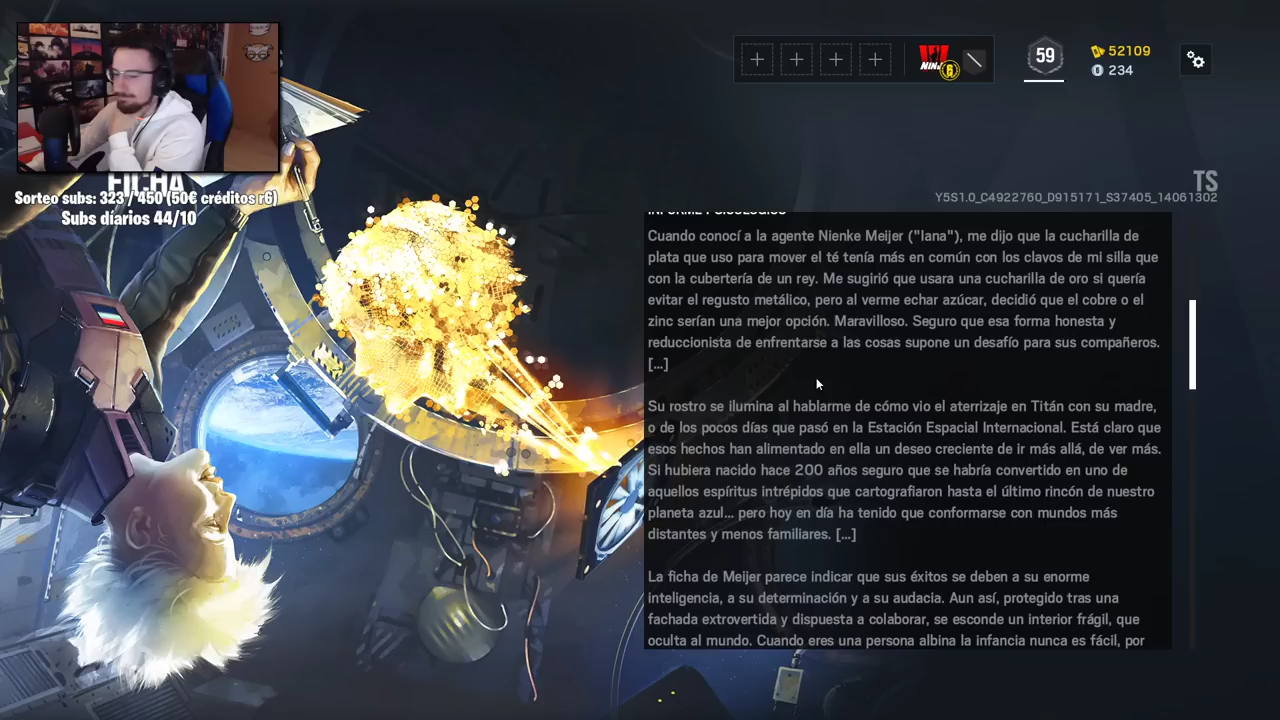 59
52109
234
FICHA
Sorteo subs: 323 / 450 (50€ créditos r6)
Subs díarios 44/10
TS
Y5S1.0_C4922760_D915171_S37405_14061302
INFORME PSICOLÓGICO
Cuando conocí a la agente Nienke Meijer ("Iana"), me dijo que la cucharilla de
plata que uso para mover el té tenía más en común con los clavos de mi silla que
con la cubertería de un rey. Me sugirió que usara una cucharilla de oro si quería
evitar el regusto metálico, pero al verme echar azúcar, decidió que el cobre o el
zinc serían una mejor opción. Maravilloso. Seguro que esa forma honesta y
reduccionista de enfrentarse a las cosas supone un desafío para sus compañeros.
[...]
Su rostro se ilumina al hablarme de cómo vio el aterrizaje en Titán con su madre,
o de los pocos días que pasó en la Estación Espacial Internacional. Está claro que
esos hechos han alimentado en ella un deseo creciente de ir más allá, de ver más.
Si hubiera nacido hace 200 años seguro que se habría convertido en uno de
aquellos espíritus intrépidos que cartografiaron hasta el último rincón de nuestro
planeta azul... pero hoy en día ha tenido que conformarse con mundos más
distantes y menos familiares. [...]
La ficha de Meijer parece indicar que sus éxitos se deben a su enorme
inteligencia, a su determinación y a su audacia. Aun así, protegido tras una
fachada extrovertida y dispuesta a colaborar, se esconde un interior frágil, que
oculta al mundo. Cuando eres una persona albina la infancia nunca es fácil, por